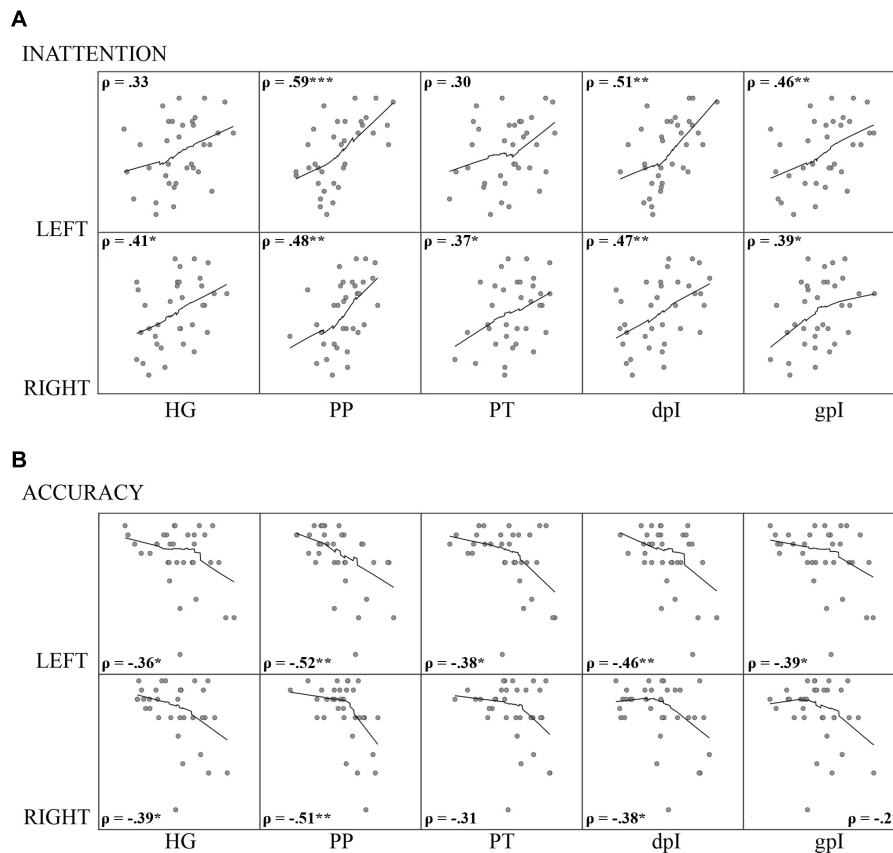 A
INATTENTION
ρ = .33 ρ = .59*** ρ = .30 ρ = .51** ρ = .46**
LEFT
ρ = .41* ρ = .48** ρ = .37* ρ = .47** ρ = .39*
RIGHT
HG PP PT dpI gpI
B
ACCURACY
LEFT
ρ = -.36* ρ = -.52** ρ = -.38* ρ = -.46** ρ = -.39*
RIGHT
ρ = -.39* ρ = -.51** ρ = -.31 ρ = -.38* ρ = -.2
HG PP PT dpI gpI